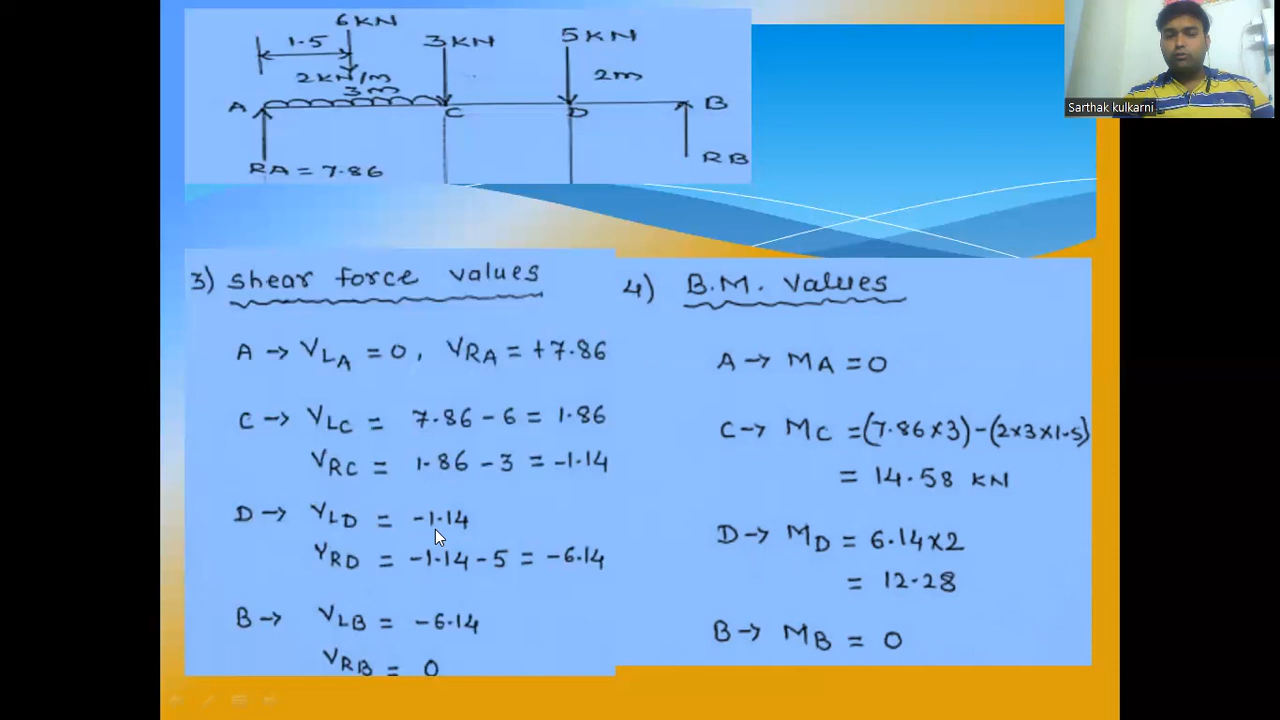 6KN
1.5
3KN
5KN
2KN/m
2m
3m
A
C
D
B
RA = 7.86
RB
Sarthak kulkarni
3) Shear force values
A → VLA = 0, VRA = +7.86
C → VLC = 7.86 - 6 = 1.86
VRC = 1.86 - 3 = -1.14
D → VLD = -1.14
VRD = -1.14 - 5 = -6.14
B → VLB = -6.14
VRB = 0
4) B.M. Values
A → MA = 0
C → MC = (7.86×3) - (2×3×1.5)
= 14.58 KN
D → MD = 6.14×2
= 12.28
B → MB = 0